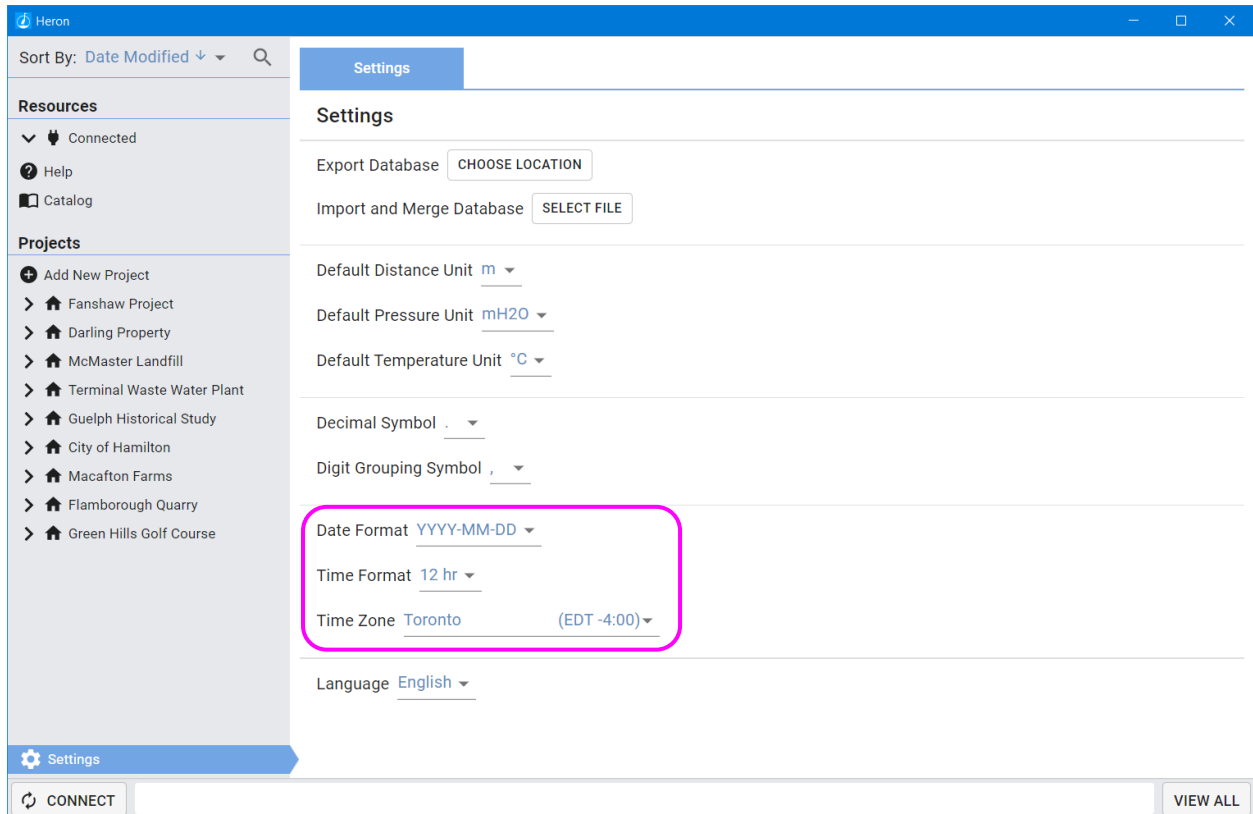 Heron
Sort By: Date Modified
Resources
Connected
Help
Catalog
Projects
Add New Project
Fanshaw Project
Darling Property
McMaster Landfill
Terminal Waste Water Plant
Guelph Historical Study
City of Hamilton
Macafton Farms
Flamborough Quarry
Green Hills Golf Course
Settings
Settings
Settings
Export Database CHOOSE LOCATION
Import and Merge Database SELECT FILE
Default Distance Unit m
Default Pressure Unit mH2O
Default Temperature Unit °C
Decimal Symbol .
Digit Grouping Symbol ,
Date Format YYYY-MM-DD
Time Format 12 hr
Time Zone Toronto (EDT -4:00)
Language English
CONNECT
VIEW ALL